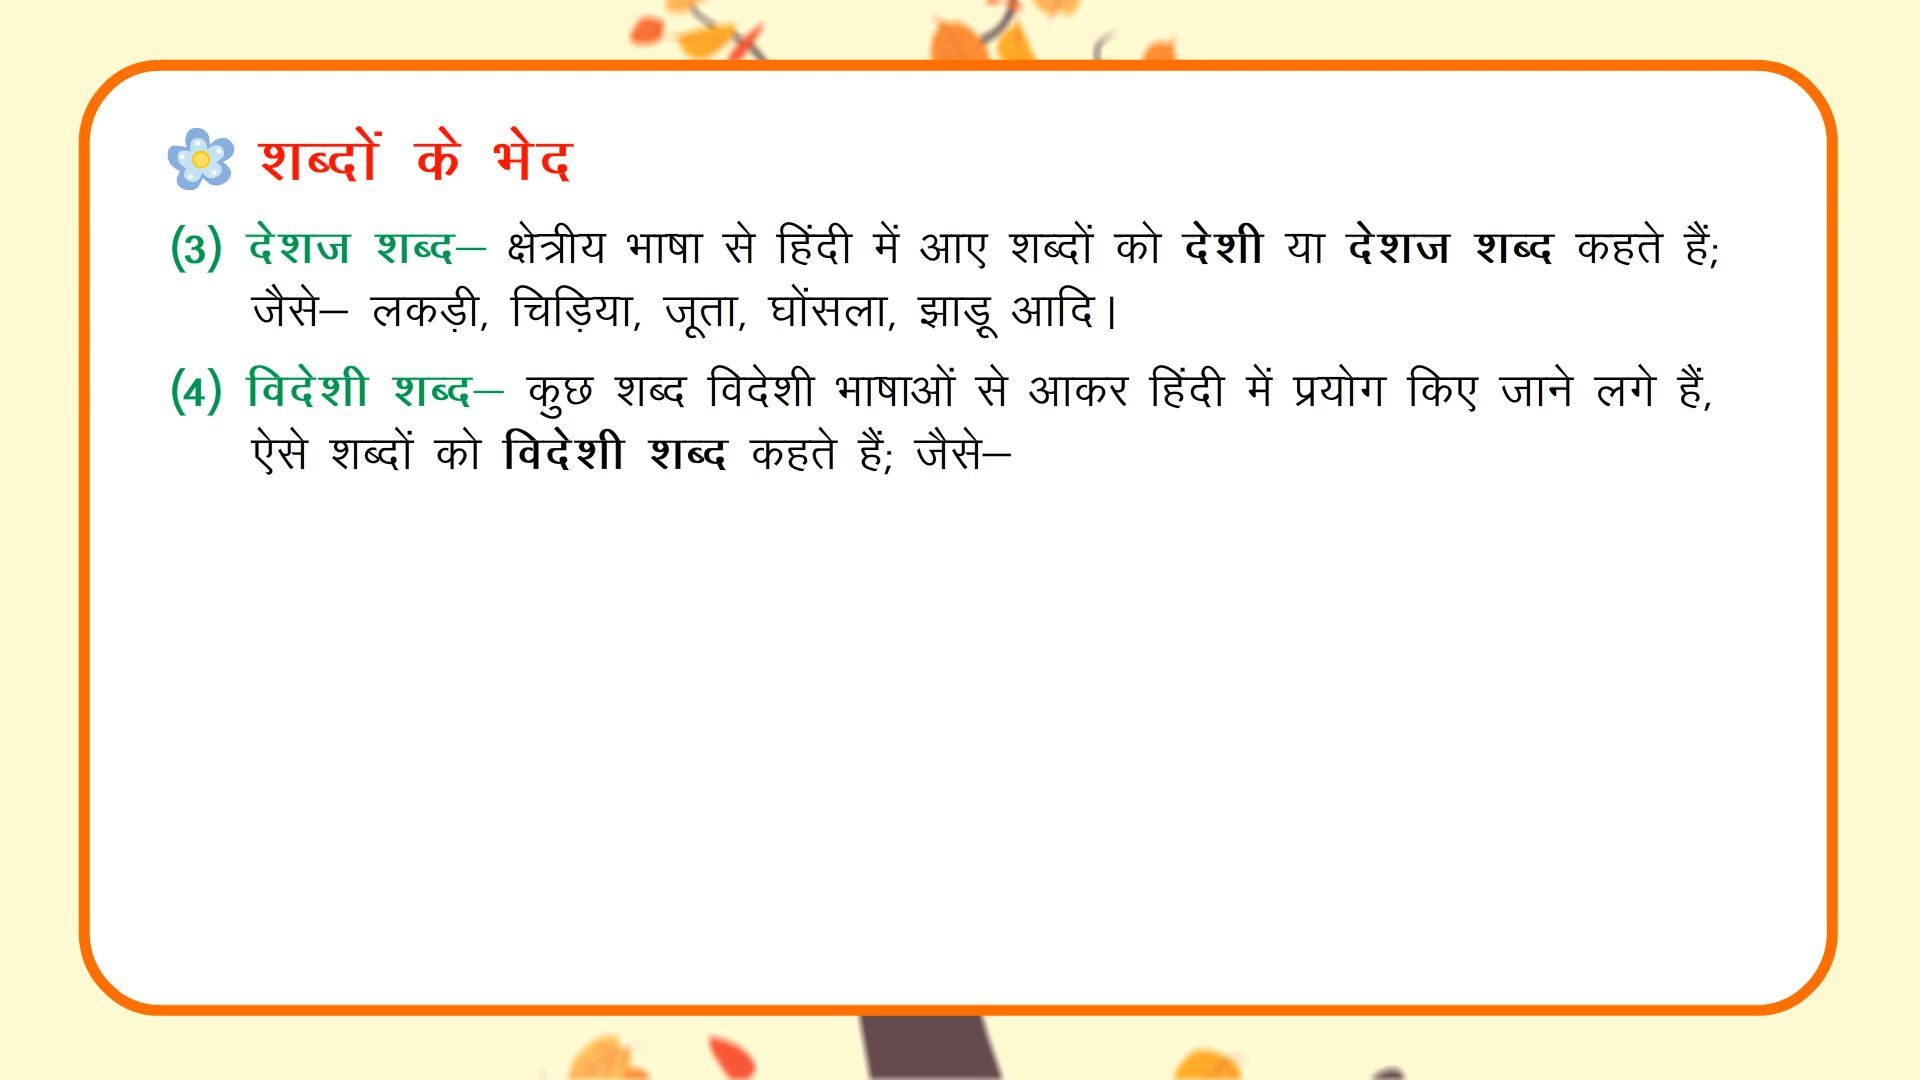 शब्दों के भेद
(3) देशज शब्द– क्षेत्रीय भाषा से हिंदी में आए शब्दों को देशी या देशज शब्द कहते हैं;
जैसे– लकड़ी, चिड़िया, जूता, घोंसला, झाड़ू आदि।
(4) विदेशी शब्द– कुछ शब्द विदेशी भाषाओं से आकर हिंदी में प्रयोग किए जाने लगे हैं,
ऐसे शब्दों को विदेशी शब्द कहते हैं; जैसे–